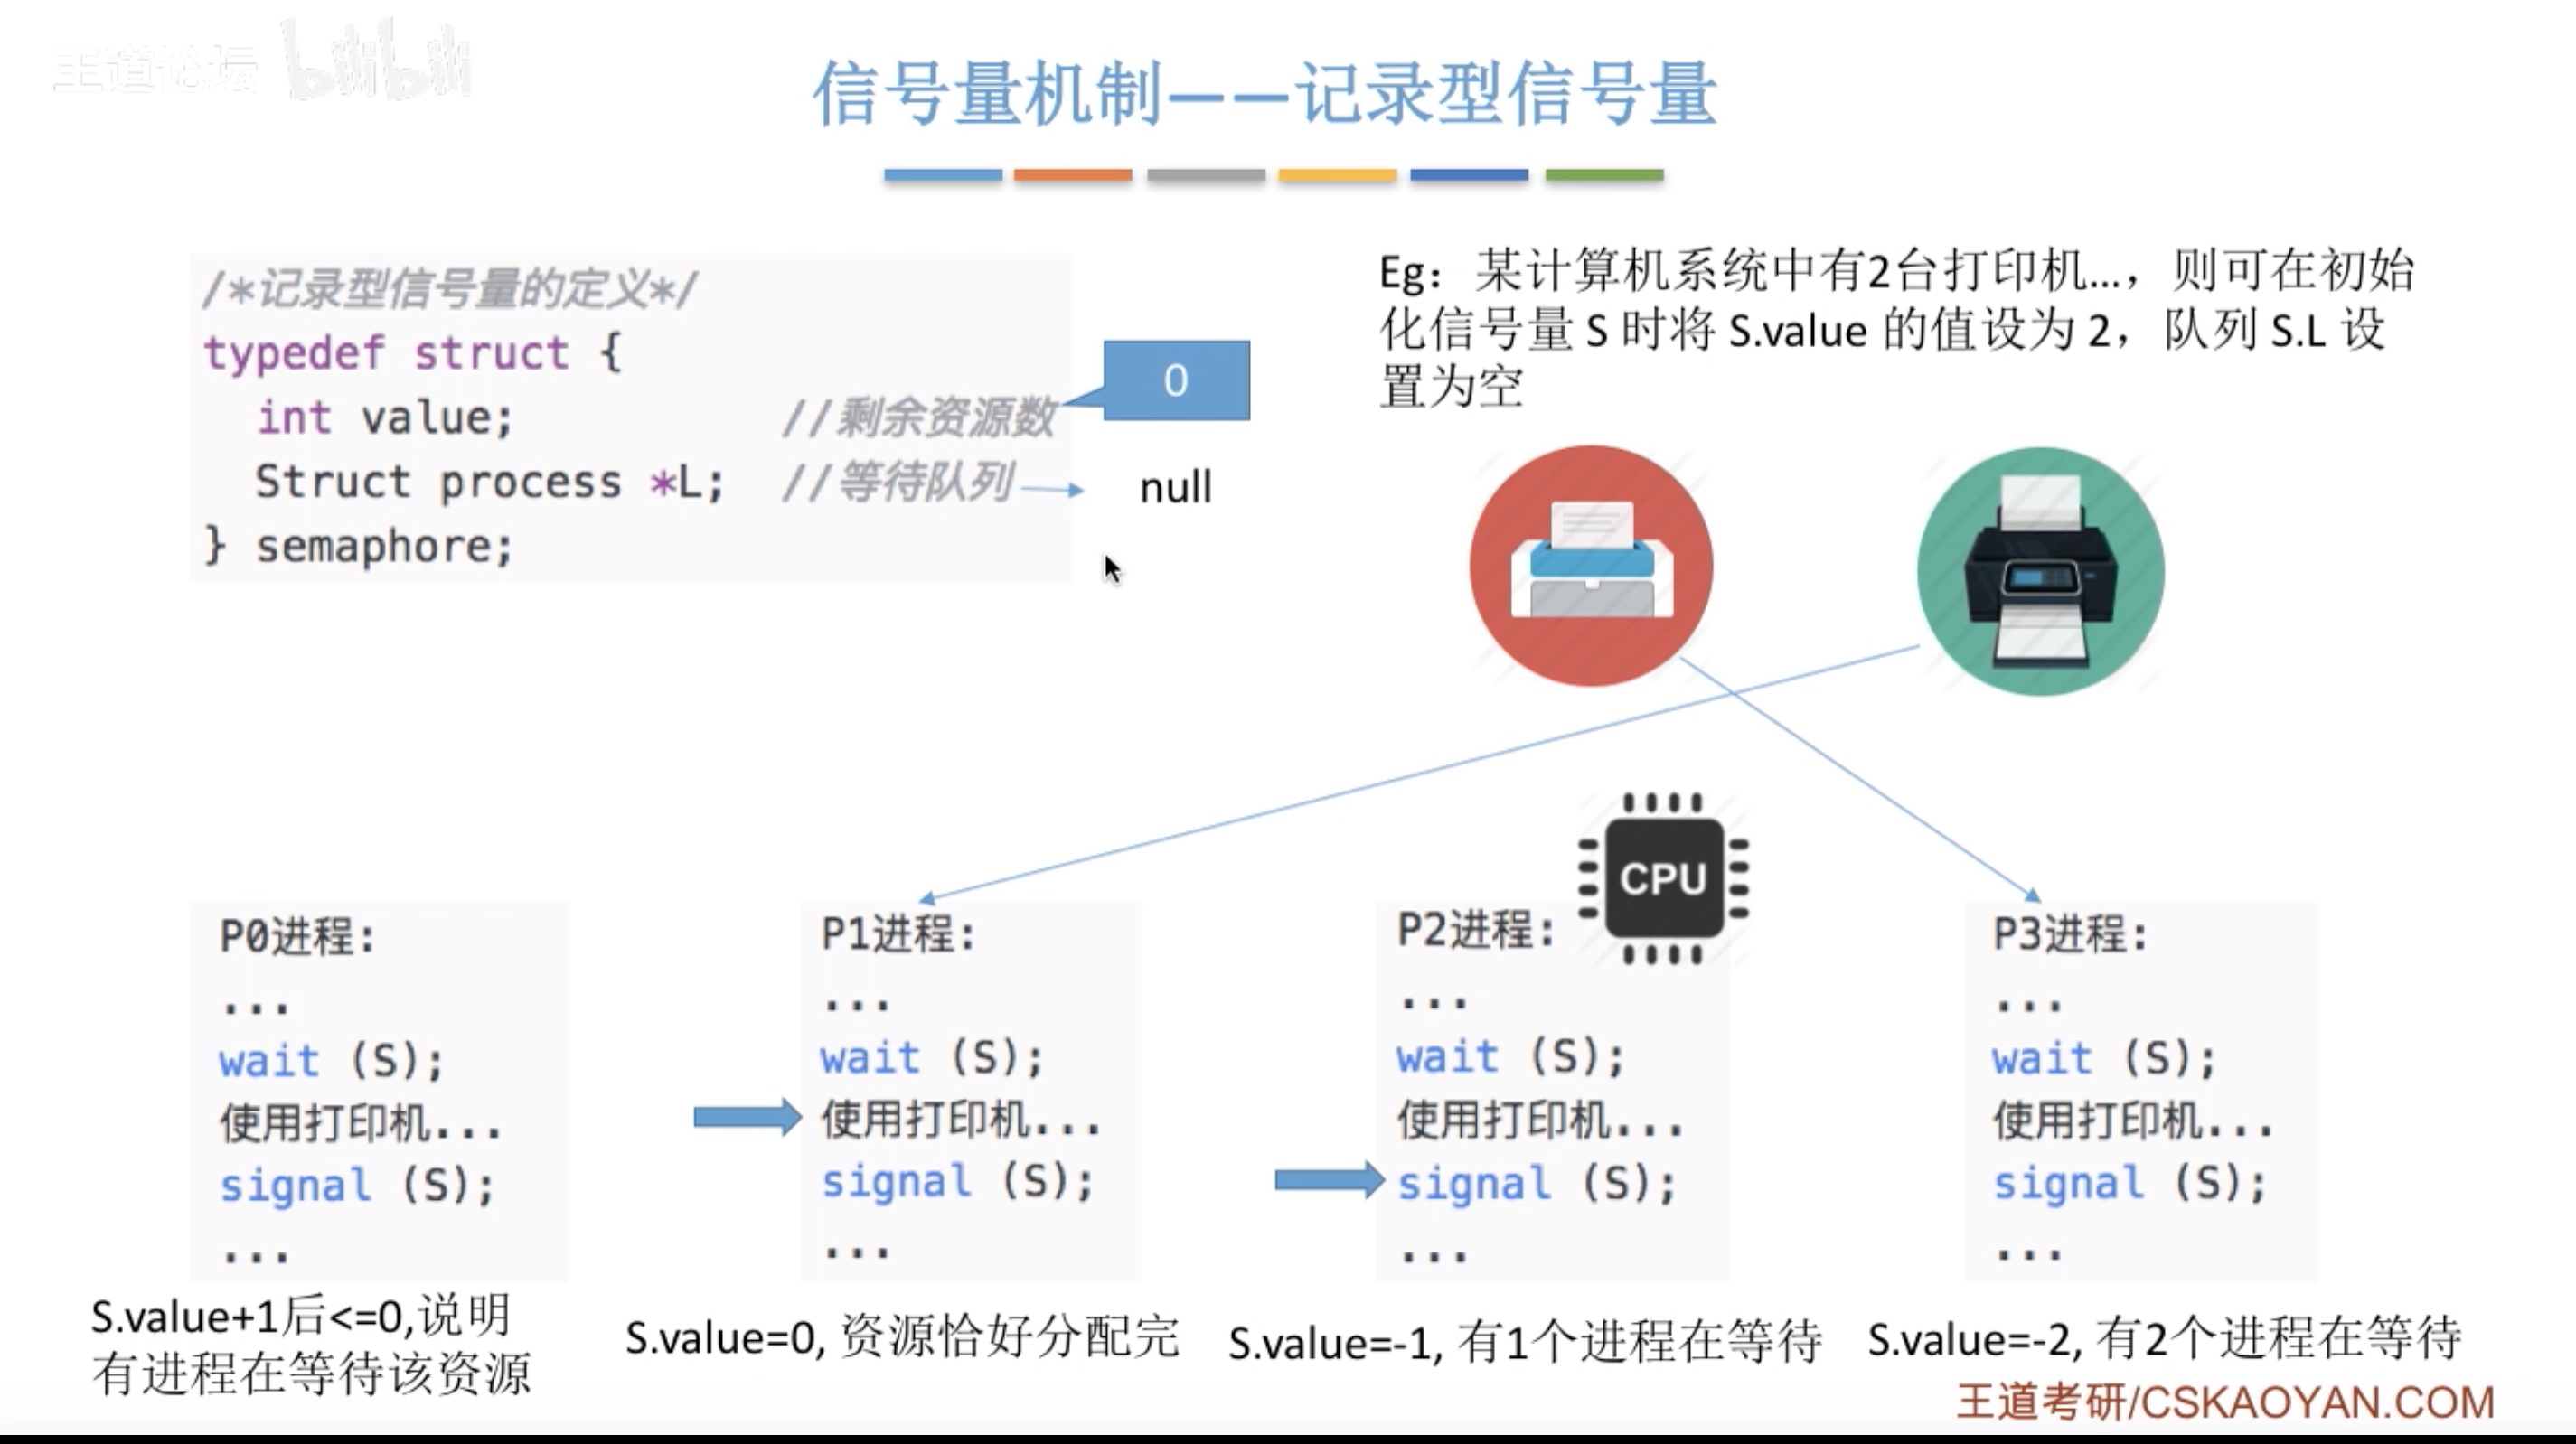 王道论坛 bilibili
信号量机制——记录型信号量
/*记录型信号量的定义*/
typedef struct {
int value; //剩余资源数
0
Struct process *L; //等待队列
null
} semaphore;
Eg：某计算机系统中有2台打印机...，则可在初始
化信号量 S 时将 S.value 的值设为 2，队列 S.L 设
置为空
CPU
P0进程:
...
wait (S);
使用打印机...
signal (S);
...
S.value+1后<=0,说明
有进程在等待该资源
P1进程:
...
wait (S);
使用打印机...
signal (S);
...
S.value=0, 资源恰好分配完
P2进程:
...
wait (S);
使用打印机...
signal (S);
...
S.value=-1, 有1个进程在等待
P3进程:
...
wait (S);
使用打印机...
signal (S);
...
S.value=-2, 有2个进程在等待
王道考研/CSKAOYAN.COM